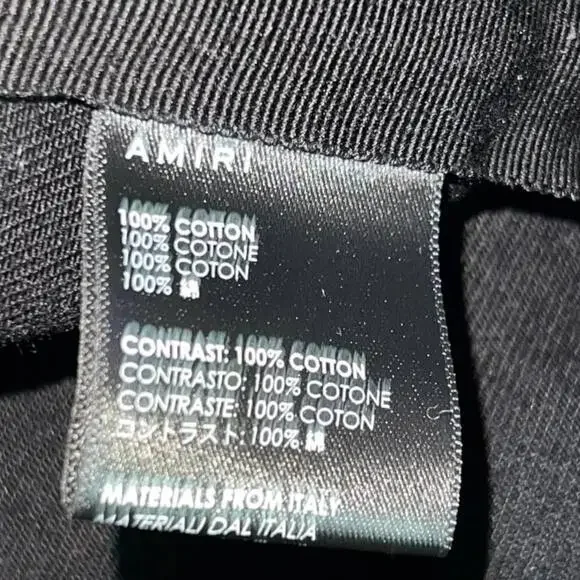 AMIRI
100% COTTON
100% COTONE
100% COTON
100% 綿
CONTRAST: 100% COTTON
CONTRASTO: 100% COTONE
CONTRASTE: 100% COTON
コントラスト: 100% 綿
MATERIALS FROM ITALY
MATERIALI DAL ITALIA